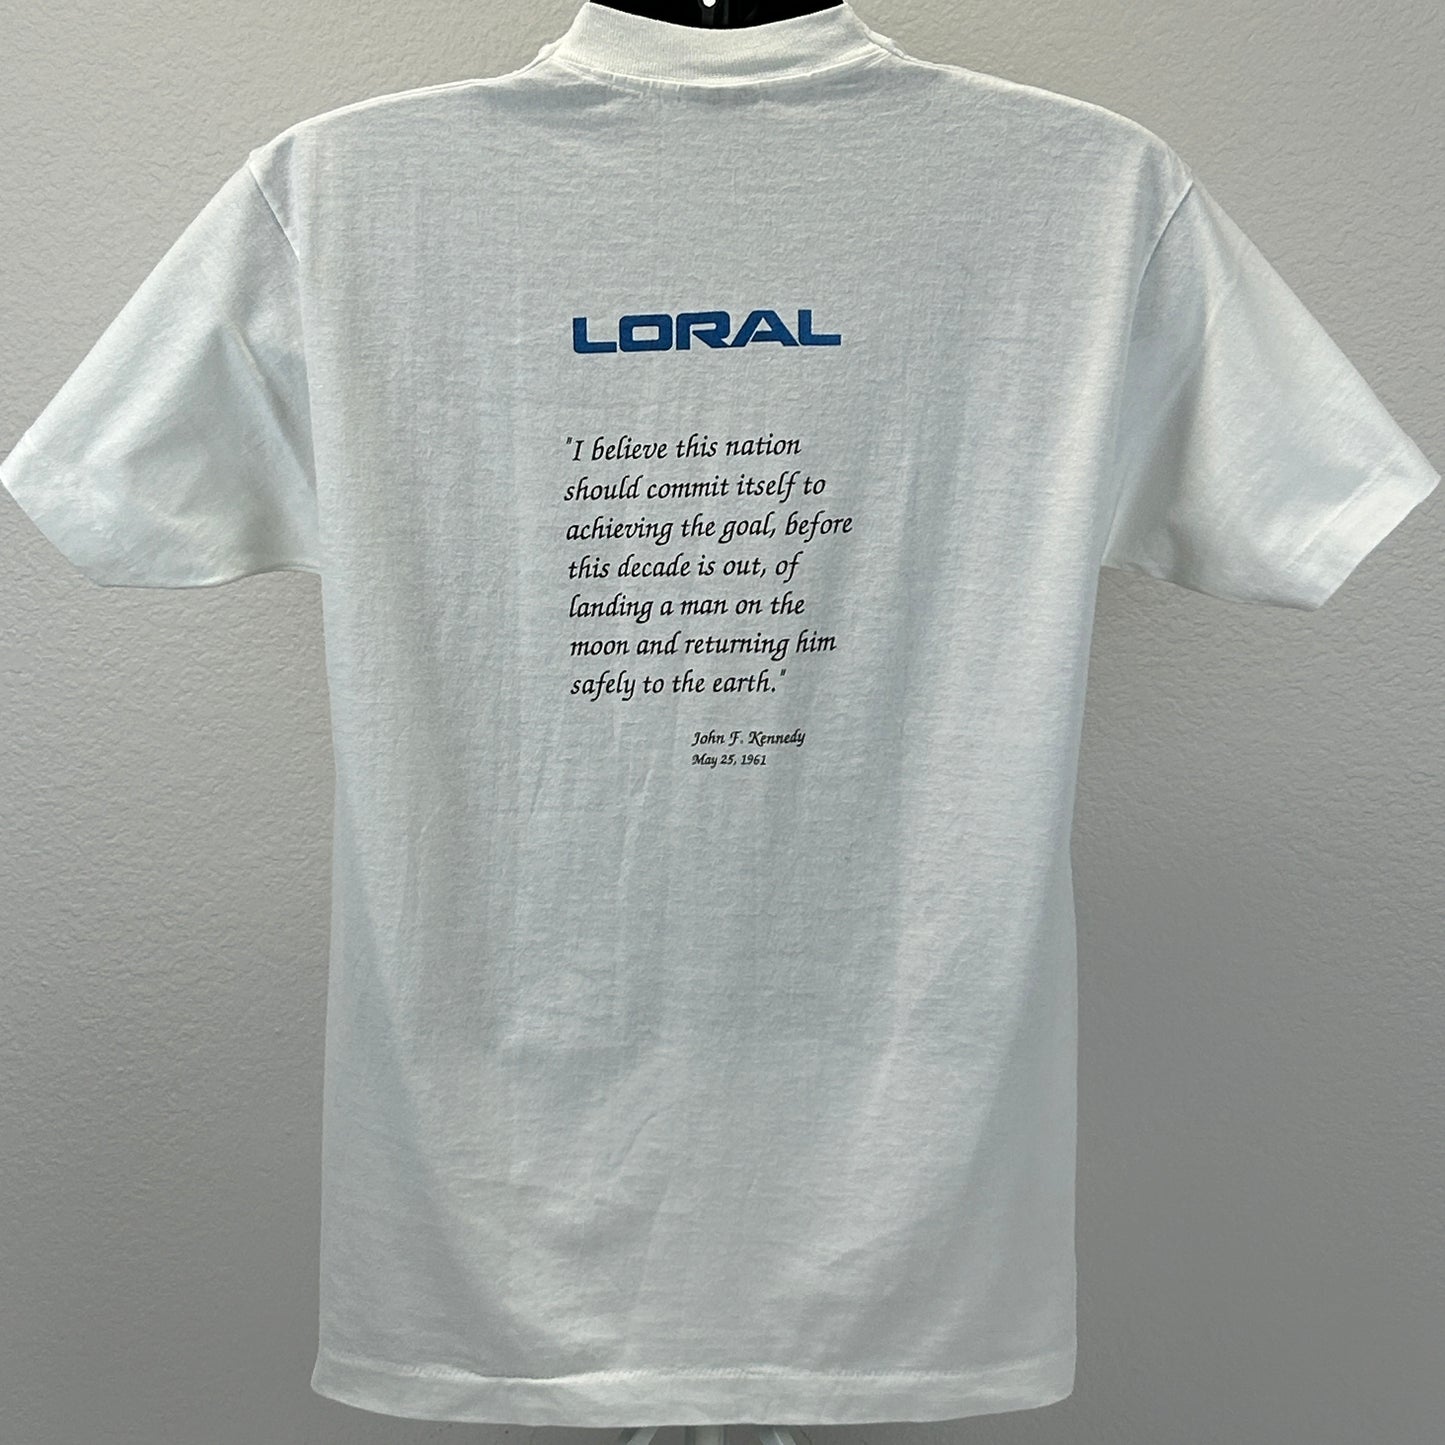 LORAL
"I believe this nation
should commit itself to
achieving the goal, before
this decade is out, of
landing a man on the
moon and returning him
safely to the earth."
John F. Kennedy
May 25, 1961